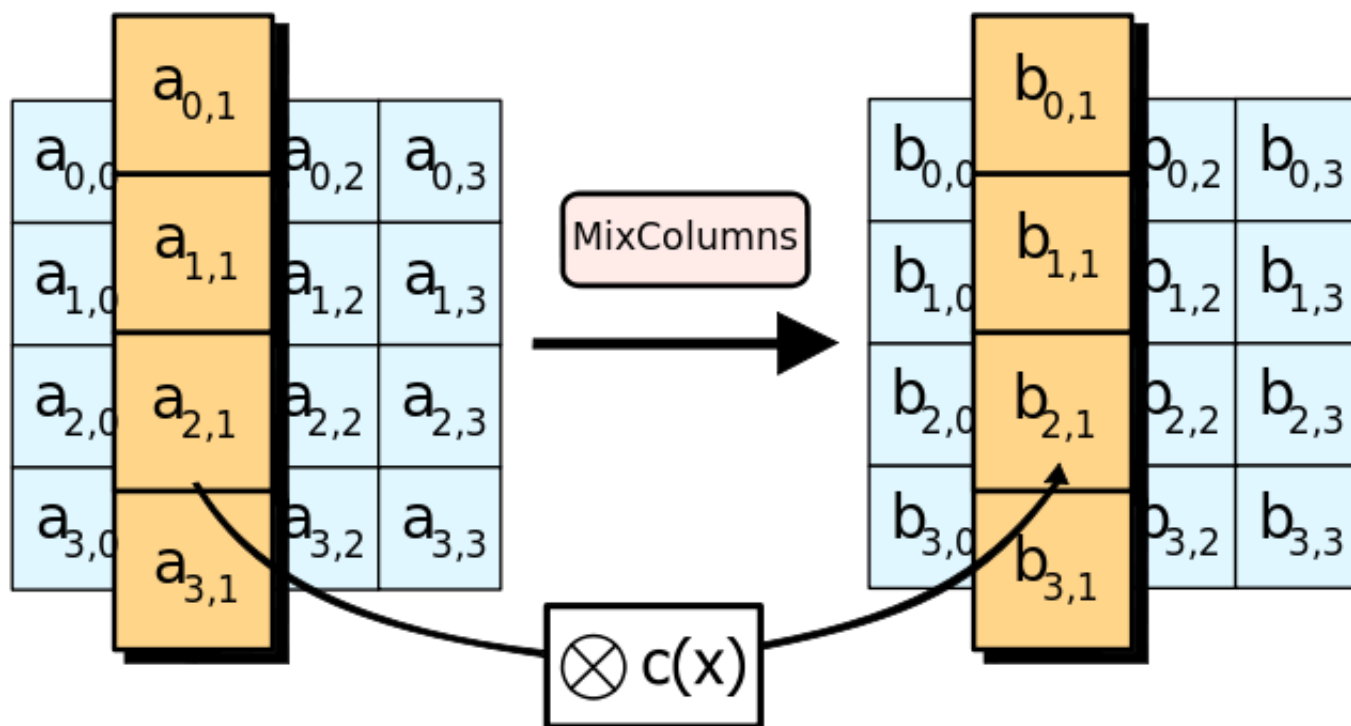 a0,1 b0,1
a0,0 a0,2 a0,3 b0,0 b0,2 b0,3
MixColumns
a1,1 b1,1
a1,0 a1,2 a1,3 b1,0 b1,2 b1,3
a2,1 b2,1
a2,0 a2,2 a2,3 b2,0 b2,2 b2,3
a3,1 b3,1
a3,0 a3,2 a3,3 b3,0 b3,2 b3,3
⊗ c(x)